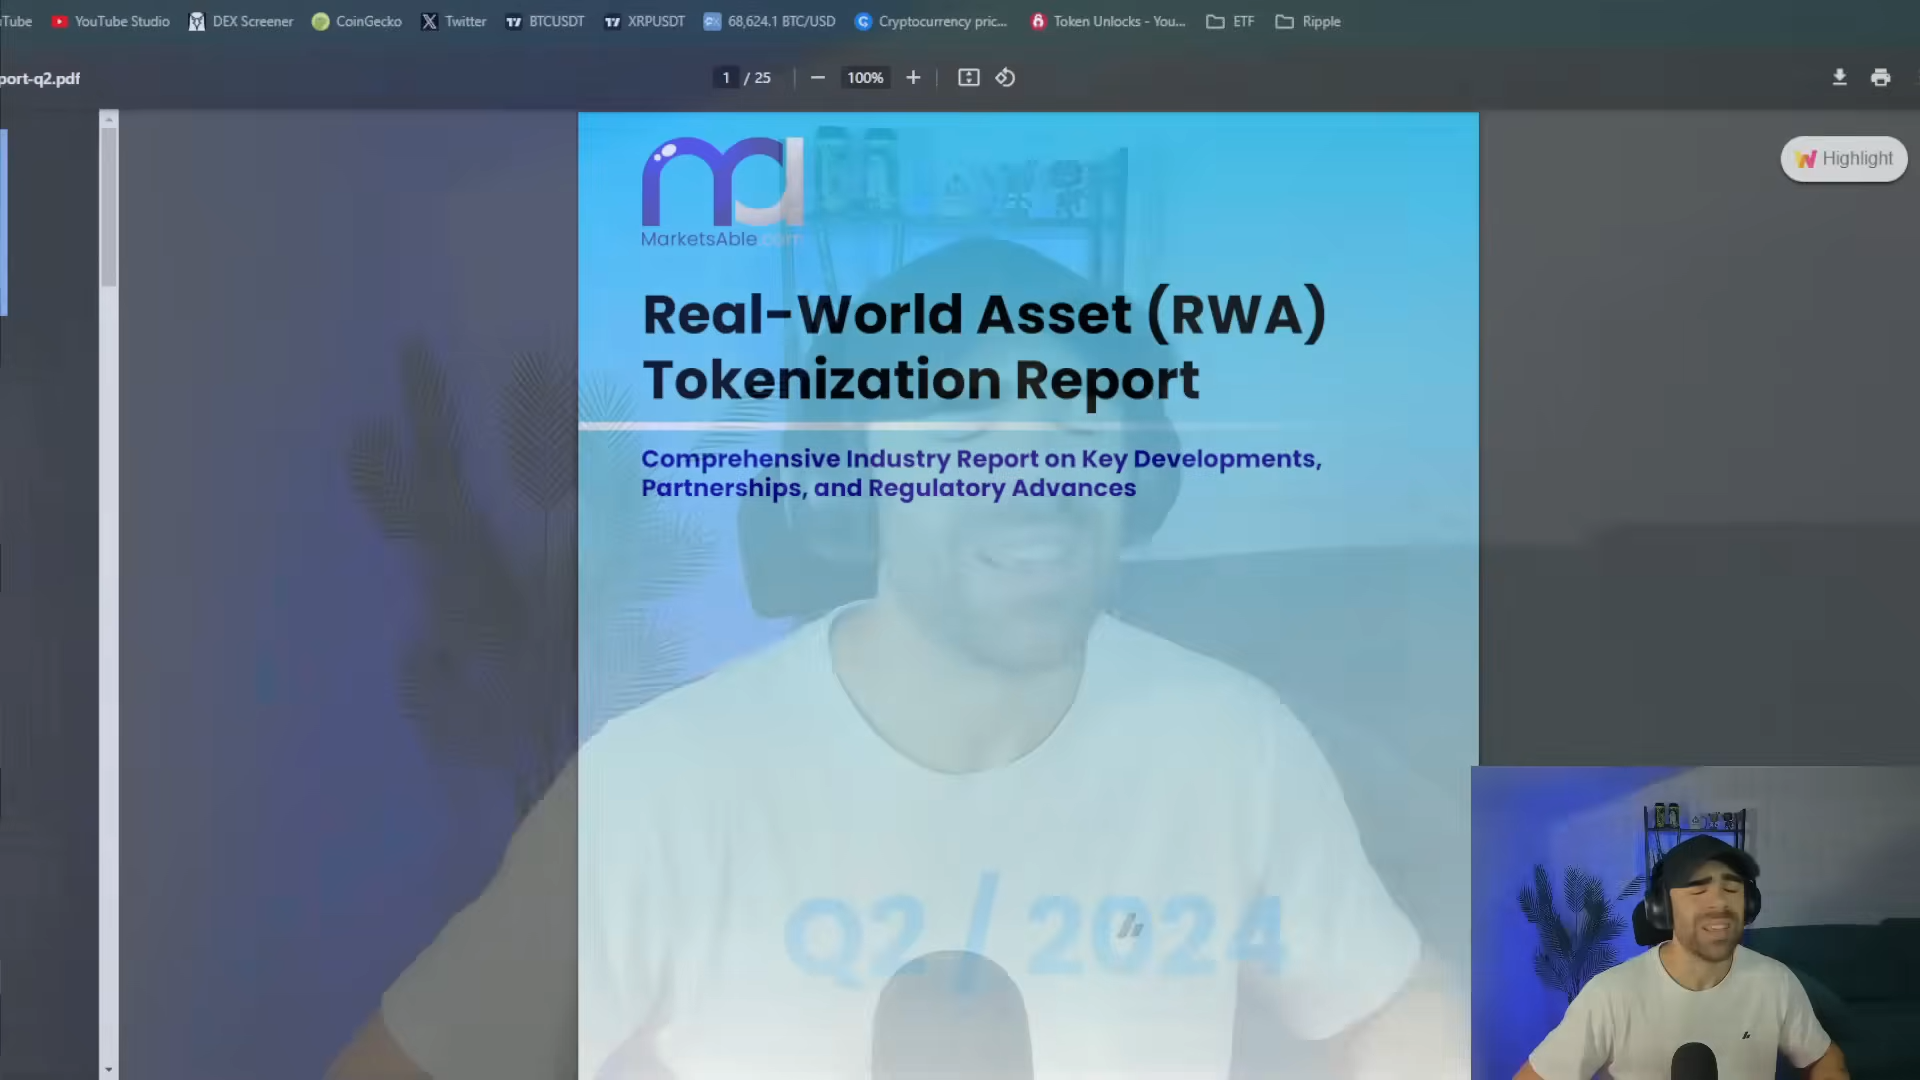 Tube YouTube Studio DEX Screener CoinGecko Twitter BTCUSDT XRPUSDT 68,624.1 BTC/USD Cryptocurrency pric... Token Unlocks - You... ETF Ripple
port-q2.pdf 1 / 25 100%
Highlight
MarketsAble.com
Real-World Asset (RWA)
Tokenization Report
Comprehensive Industry Report on Key Developments,
Partnerships, and Regulatory Advances
Q2 / 2024